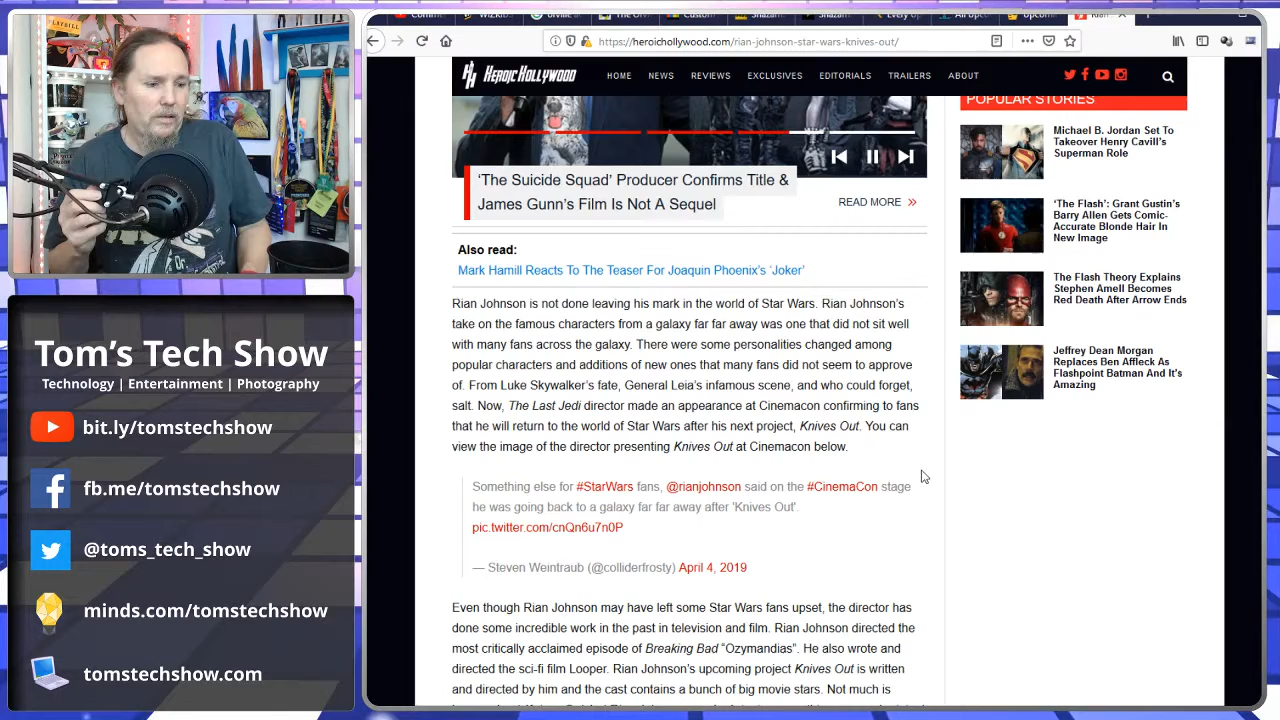 https://heroichollywood.com/rian-johnson-star-wars-knives-out/
HEROIC HOLLYWOOD
HOME NEWS REVIEWS EXCLUSIVES EDITORIALS TRAILERS ABOUT
'The Suicide Squad' Producer Confirms Title &
James Gunn's Film Is Not A Sequel
READ MORE »
Also read:
Mark Hamill Reacts To The Teaser For Joaquin Phoenix's 'Joker'
Rian Johnson is not done leaving his mark in the world of Star Wars. Rian Johnson's
take on the famous characters from a galaxy far far away was one that did not sit well
with many fans across the galaxy. There were some personalities changed among
popular characters and additions of new ones that many fans did not seem to approve
of. From Luke Skywalker's fate, General Leia's infamous scene, and who could forget,
salt. Now, The Last Jedi director made an appearance at Cinemacon confirming to fans
that he will return to the world of Star Wars after his next project, Knives Out. You can
view the image of the director presenting Knives Out at Cinemacon below.
Something else for #StarWars fans, @rianjohnson said on the #CinemaCon stage
he was going back to a galaxy far far away after 'Knives Out'.
pic.twitter.com/cnQn6u7n0P
— Steven Weintraub (@colliderfrosty) April 4, 2019
Even though Rian Johnson may have left some Star Wars fans upset, the director has
done some incredible work in the past in television and film. Rian Johnson directed the
most critically acclaimed episode of Breaking Bad "Ozymandias". He also wrote and
directed the sci-fi film Looper. Rian Johnson's upcoming project Knives Out is written
and directed by him and the cast contains a bunch of big movie stars. Not much is
POPULAR STORIES
Michael B. Jordan Set To
Takeover Henry Cavill's
Superman Role
'The Flash': Grant Gustin's
Barry Allen Gets Comic-
Accurate Blonde Hair In
New Image
The Flash Theory Explains
Stephen Amell Becomes
Red Death After Arrow Ends
Jeffrey Dean Morgan
Replaces Ben Affleck As
Flashpoint Batman And It's
Amazing
Tom's Tech Show
Technology | Entertainment | Photography
bit.ly/tomstechshow
fb.me/tomstechshow
@toms_tech_show
minds.com/tomstechshow
tomstechshow.com